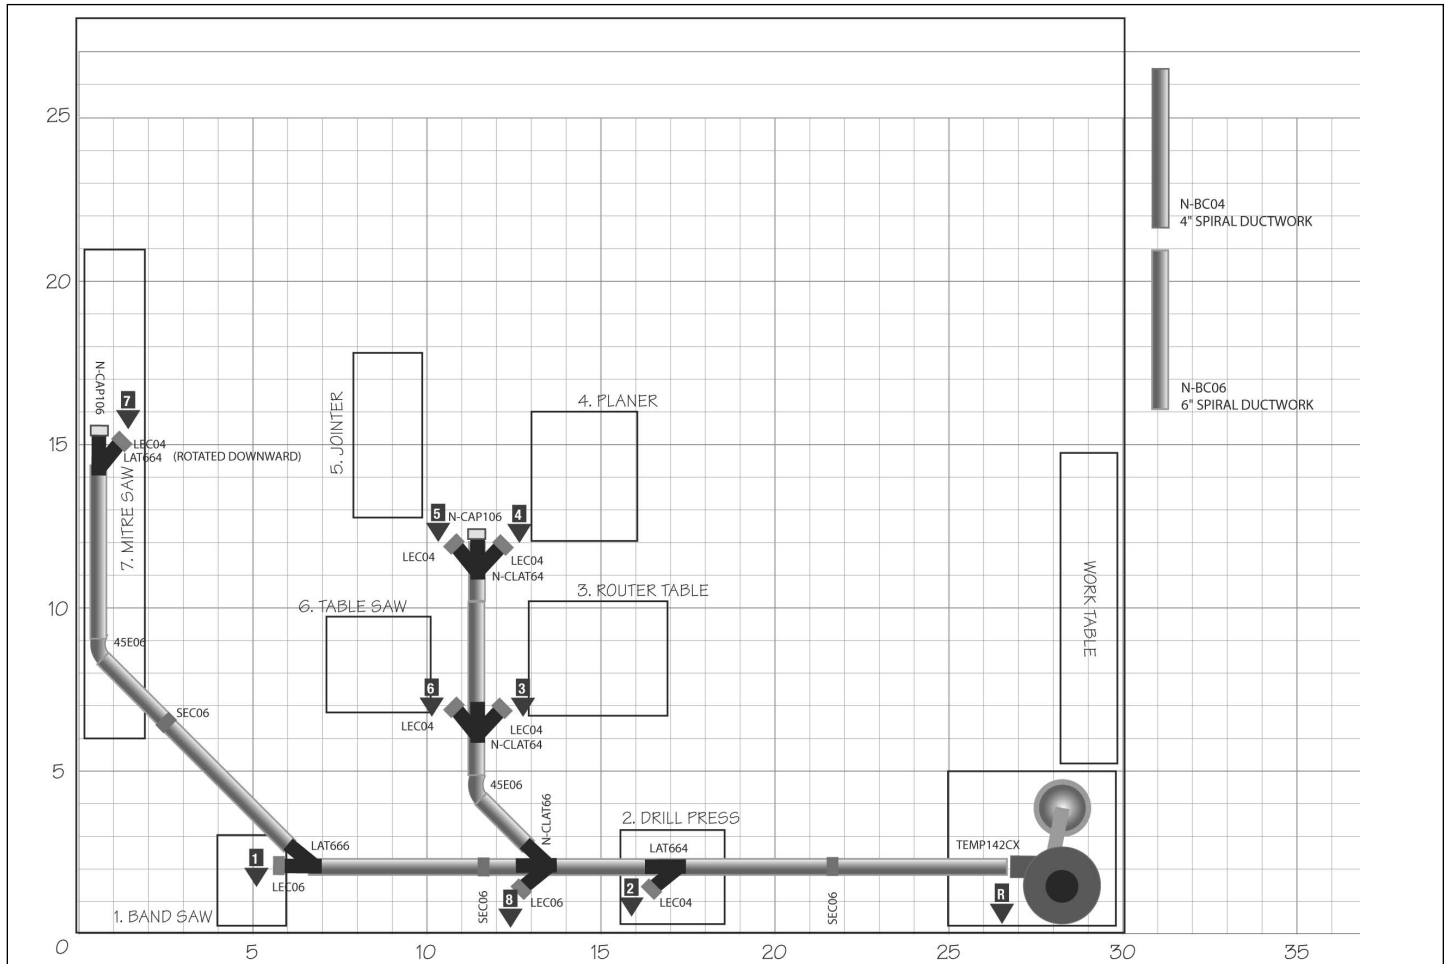 25
N-BC04
4" SPIRAL DUCTWORK
20
N-BC06
6" SPIRAL DUCTWORK
N-CAP106
7
4. PLANER
5. JOINTER
15
LEC04
LAT664 (ROTATED DOWNWARD)
7. MITRE SAW
5
N-CAP106
4
LEC04
LEC04
N-CLAT64
WORK TABLE
10
6. TABLE SAW
3. ROUTER TABLE
45E06
6
3
SEC06
LEC04
LEC04
N-CLAT64
5
45E06
N-CLAT66
2. DRILL PRESS
LAT666
LAT664
TEMP142CX
1
LEC06
SEC06
8
LEC06
2
LEC04
SEC06
R
1. BAND SAW
0
5
10
15
20
25
30
35